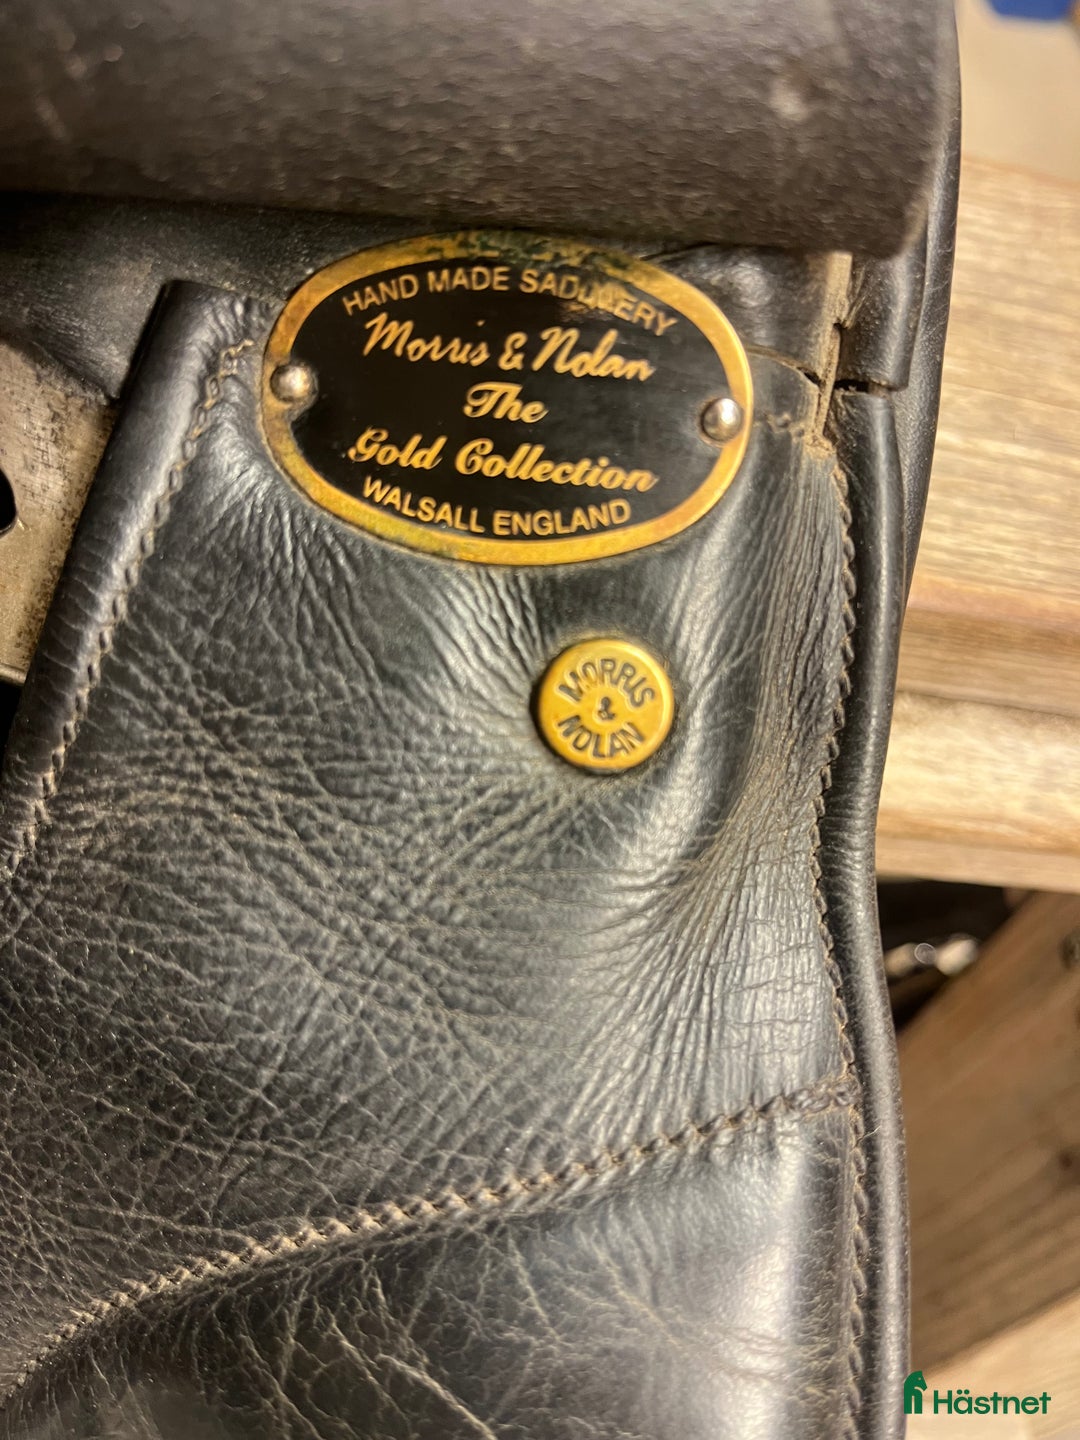 HAND MADE SADDLERY
Morris & Nolan
The
Gold Collection
WALSALL ENGLAND
MORRIS
&
NOLAN
Hästnet